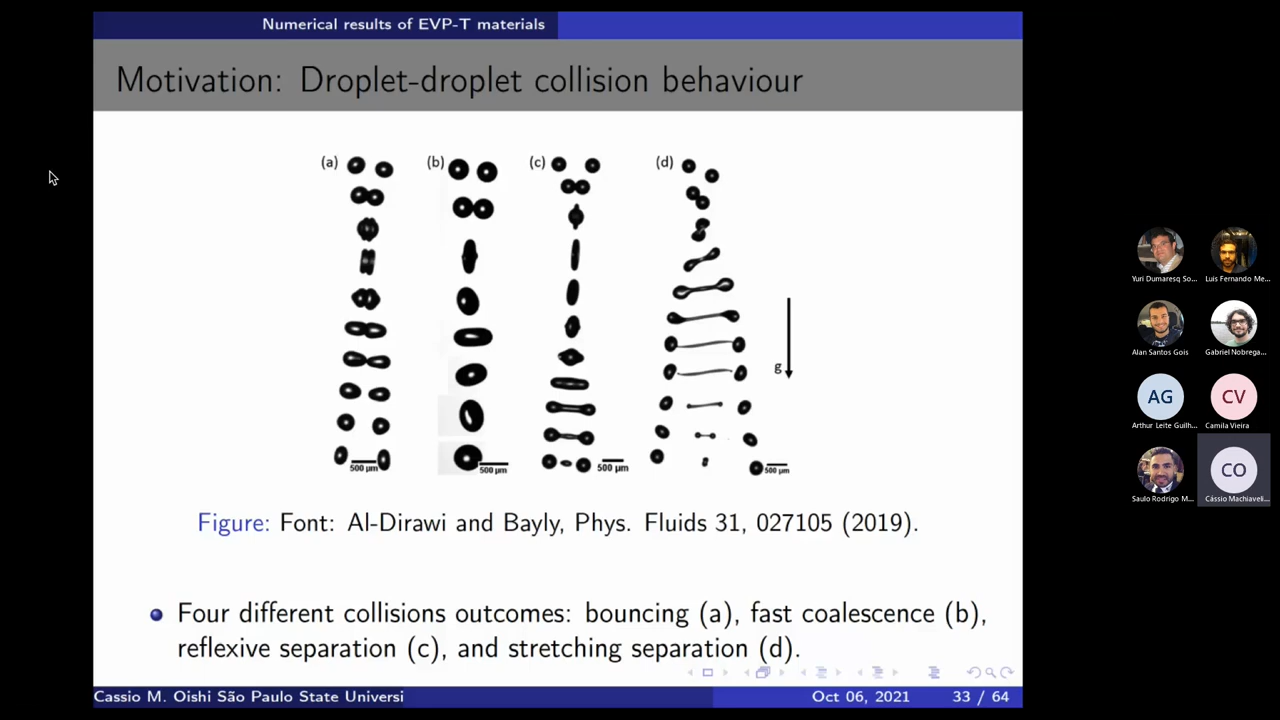 Numerical results of EVP-T materials
Motivation: Droplet-droplet collision behaviour
(a) (b) (c) (d)
g
500 µm 500 µm 500 µm 500 µm
Figure: Font: Al-Dirawi and Bayly, Phys. Fluids 31, 027105 (2019).
Four different collisions outcomes: bouncing (a), fast coalescence (b),
reflexive separation (c), and stretching separation (d).
Cassio M. Oishi São Paulo State Universi Oct 06, 2021 33 / 64
Yuri Dumaresq So... Luis Fernando Me...
Alan Santos Gois Gabriel Nobrega...
AG CV
Arthur Leite Guilh... Camila Vieira
CO
Saulo Rodrigo M... Cássio Machiaveli...